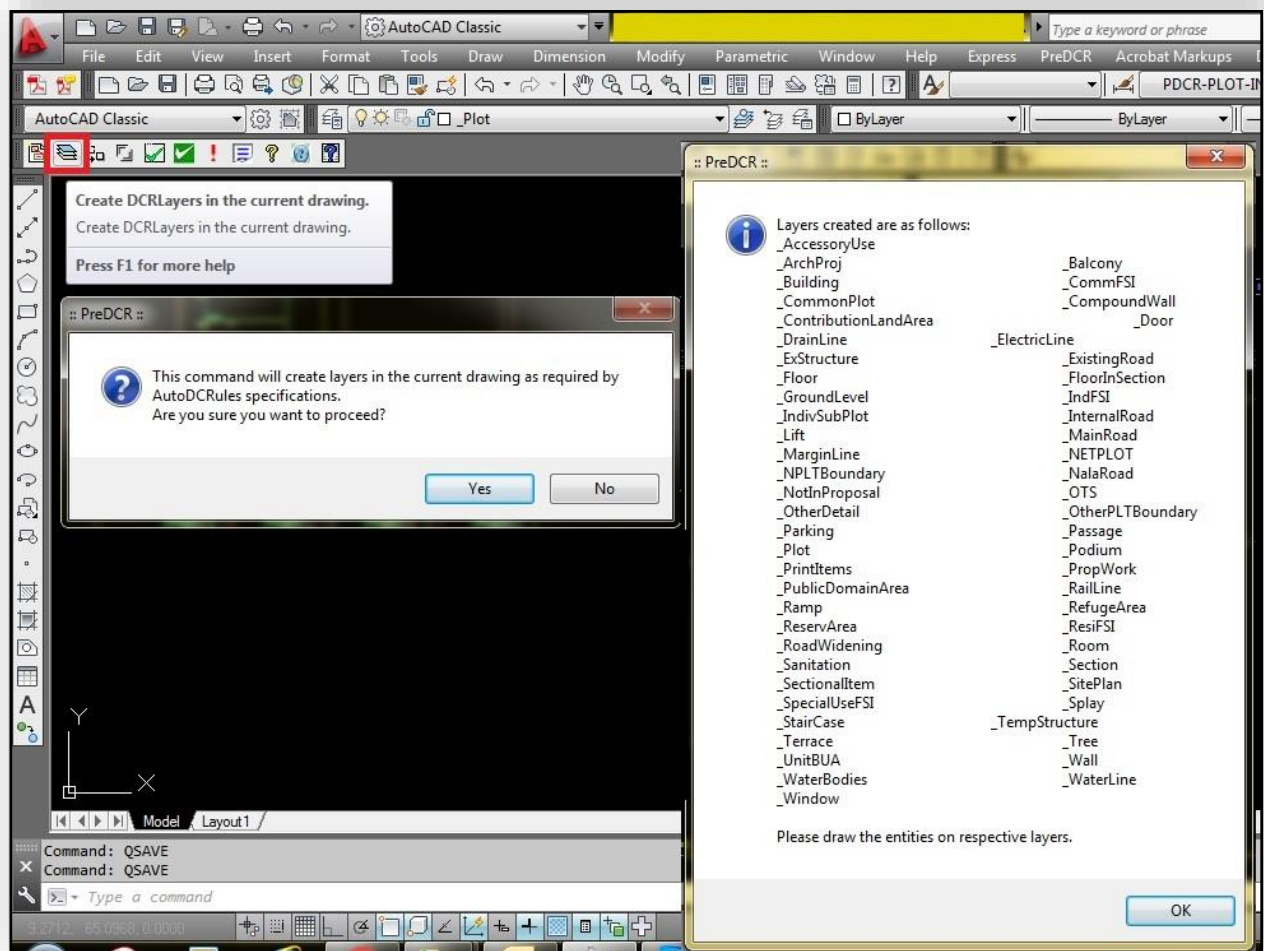 AutoCAD Classic
Type a keyword or phrase
File Edit View Insert Format Tools Draw Dimension Modify Parametric Window Help Express PreDCR Acrobat Markups
PDCR-PLOT-IN
AutoCAD Classic _Plot ByLayer ByLayer
Create DCRLayers in the current drawing.
Create DCRLayers in the current drawing.
Press F1 for more help
:: PreDCR ::
This command will create layers in the current drawing as required by
AutoDCRules specifications.
Are you sure you want to proceed?
Yes No
:: PreDCR ::
Layers created are as follows:
_AccessoryUse
_ArchProj _Balcony
_Building _CommFSI
_CommonPlot _CompoundWall
_ContributionLandArea _Door
_DrainLine _ElectricLine
_ExStructure _ExistingRoad
_Floor _FloorInSection
_GroundLevel _IndFSI
_IndivSubPlot _InternalRoad
_Lift _MainRoad
_MarginLine _NETPLOT
_NPLTBoundary _NalaRoad
_NotInProposal _OTS
_OtherDetail _OtherPLTBoundary
_Parking _Passage
_Plot _Podium
_PrintItems _PropWork
_PublicDomainArea _RailLine
_Ramp _RefugeArea
_ReservArea _ResiFSI
_RoadWidening _Room
_Sanitation _Section
_SectionalItem _SitePlan
_SpecialUseFSI _Splay
_StairCase _TempStructure
_Terrace _Tree
_UnitBUA _Wall
_WaterBodies _WaterLine
_Window
Please draw the entities on respective layers.
OK
A
Y
X
Model Layout1
Command: QSAVE
Command: QSAVE
Type a command
9.2712, 65.0968, 0.0000